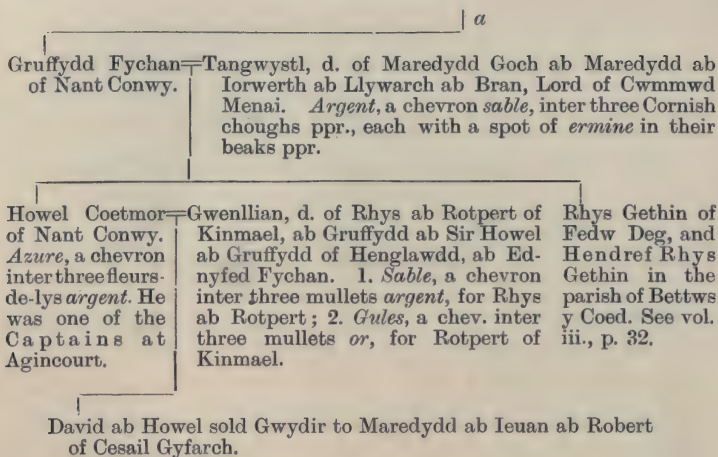 a
Gruffydd Fychan
of Nant Conwy.
Tangwystl, d. of Maredydd Goch ab Maredydd ab
Iorwerth ab Llywarch ab Bran, Lord of Cwmmwd
Menai. Argent, a chevron sable, inter three Cornish
choughs ppr., each with a spot of ermine in their
beaks ppr.
Howel Coetmor
of Nant Conwy.
Azure, a chevron
inter three fleurs-
de-lys argent. He
was one of the
Captains at
Agincourt.
Gwenllian, d. of Rhys ab Rotpert of
Kinmael, ab Gruffydd ab Sir Howel
ab Gruffydd of Henglawdd, ab Ed-
nyfed Fychan. 1. Sable, a chevron
inter three mullets argent, for Rhys
ab Rotpert; 2. Gules, a chev. inter
three mullets or, for Rotpert of
Kinmael.
Rhys Gethin of
Fedw Deg, and
Hendref Rhys
Gethin in the
parish of Bettws
y Coed. See vol.
iii., p. 32.
David ab Howel sold Gwydir to Maredydd ab Ieuan ab Robert
of Cesail Gyfarch.